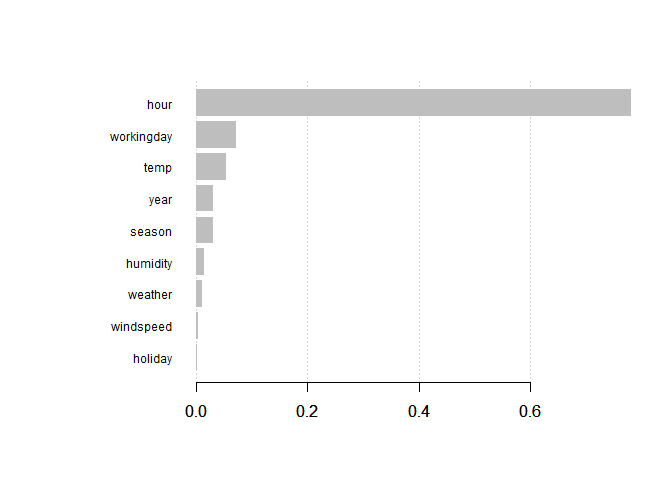 hour
workingday
temp
year
season
humidity
weather
windspeed
holiday
0.0 0.2 0.4 0.6